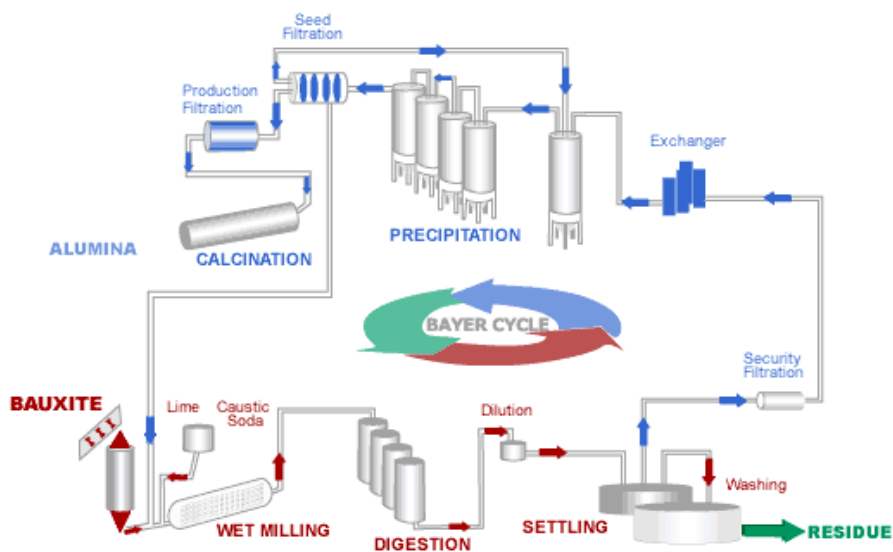 Seed
Filtration
Production
Filtration
Exchanger
PRECIPITATION
ALUMINA
CALCINATION
BAYER CYCLE
Security
Filtration
BAUXITE
Lime
Caustic
Soda
Dilution
Washing
WET MILLING
SETTLING
RESIDUE
DIGESTION